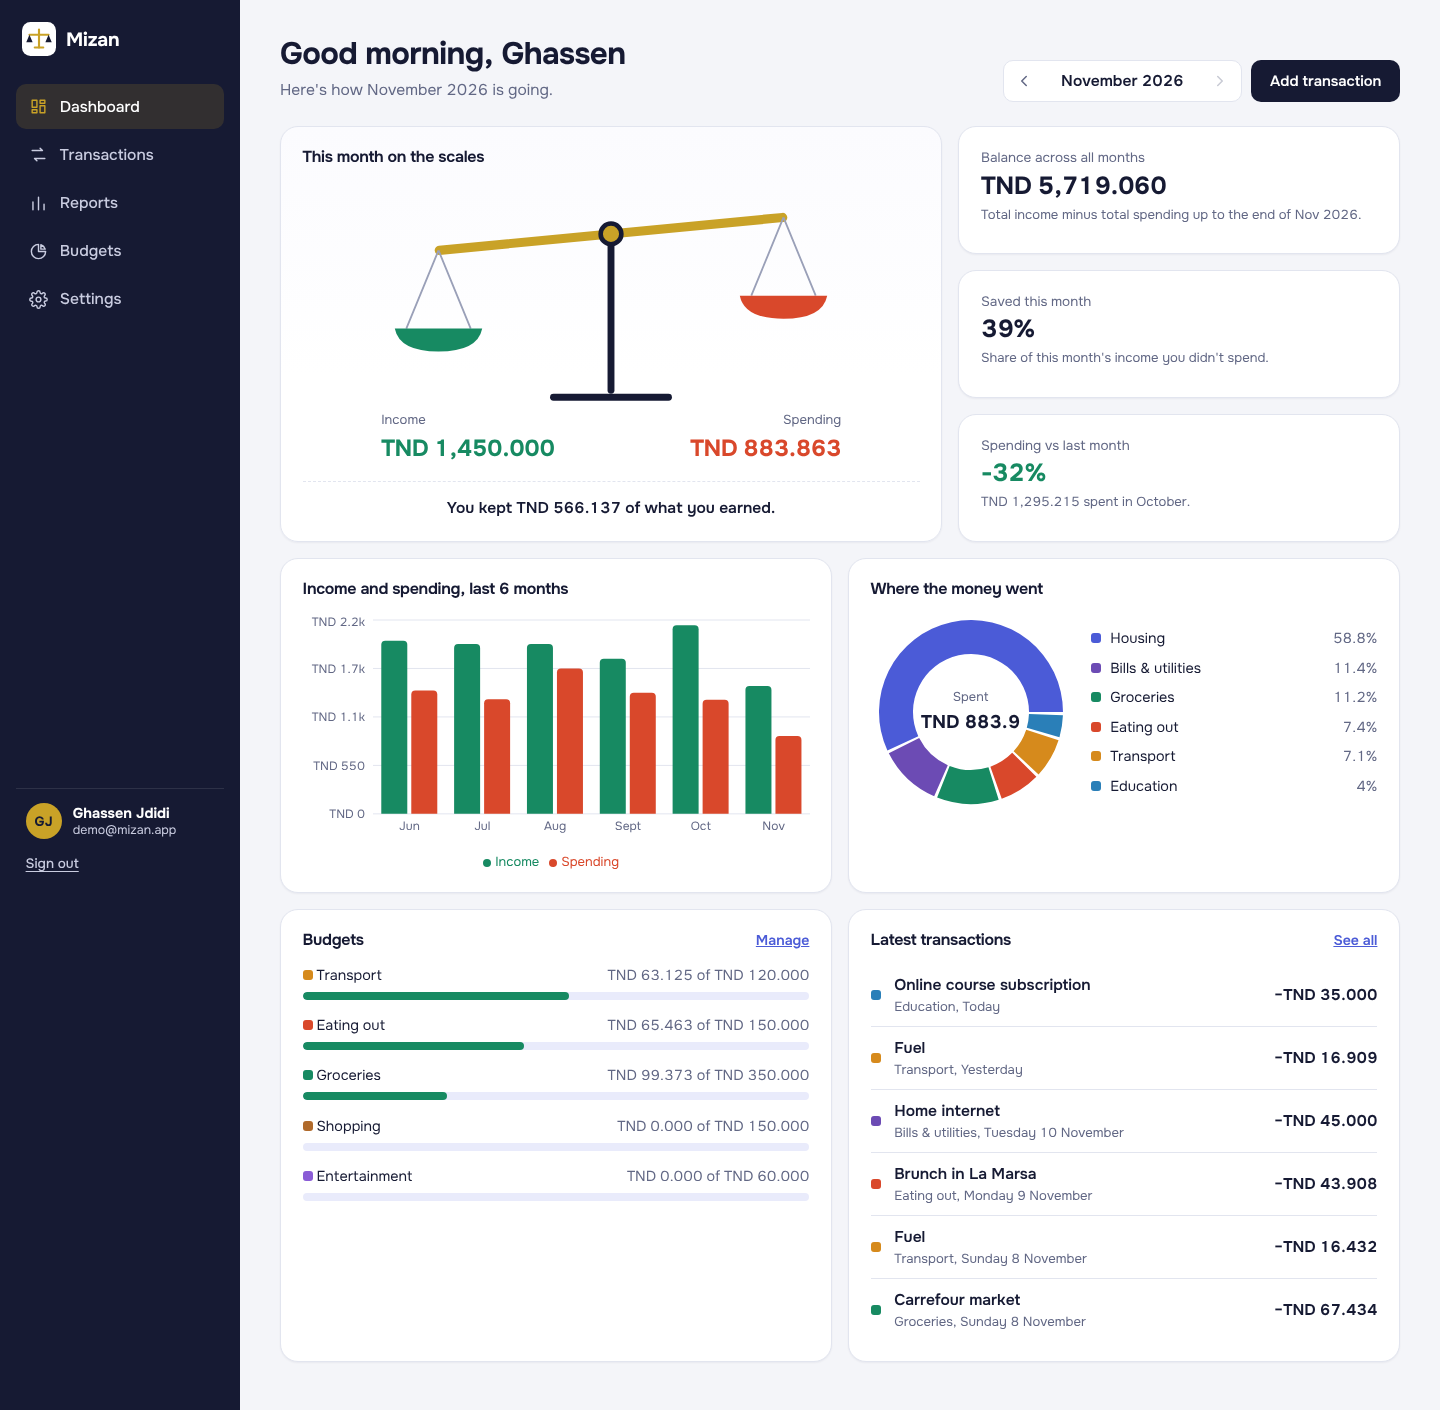 Mizan
Dashboard
Transactions
Reports
Budgets
Settings
GJ
Ghassen Jdidi
demo@mizan.app
Sign out
Good morning, Ghassen
Here's how November 2026 is going.
November 2026
Add transaction
This month on the scales
Income
Spending
TND 1,450.000
TND 883.863
You kept TND 566.137 of what you earned.
Balance across all months
TND 5,719.060
Total income minus total spending up to the end of Nov 2026.
Saved this month
39%
Share of this month's income you didn't spend.
Spending vs last month
-32%
TND 1,295.215 spent in October.
Income and spending, last 6 months
TND 2.2k
TND 1.7k
TND 1.1k
TND 550
TND 0
Jun
Jul
Aug
Sept
Oct
Nov
Income
Spending
Where the money went
Spent
TND 883.9
Housing 58.8%
Bills & utilities 11.4%
Groceries 11.2%
Eating out 7.4%
Transport 7.1%
Education 4%
Budgets
Manage
Transport TND 63.125 of TND 120.000
Eating out TND 65.463 of TND 150.000
Groceries TND 99.373 of TND 350.000
Shopping TND 0.000 of TND 150.000
Entertainment TND 0.000 of TND 60.000
Latest transactions
See all
Online course subscription
Education, Today
−TND 35.000
Fuel
Transport, Yesterday
−TND 16.909
Home internet
Bills & utilities, Tuesday 10 November
−TND 45.000
Brunch in La Marsa
Eating out, Monday 9 November
−TND 43.908
Fuel
Transport, Sunday 8 November
−TND 16.432
Carrefour market
Groceries, Sunday 8 November
−TND 67.434